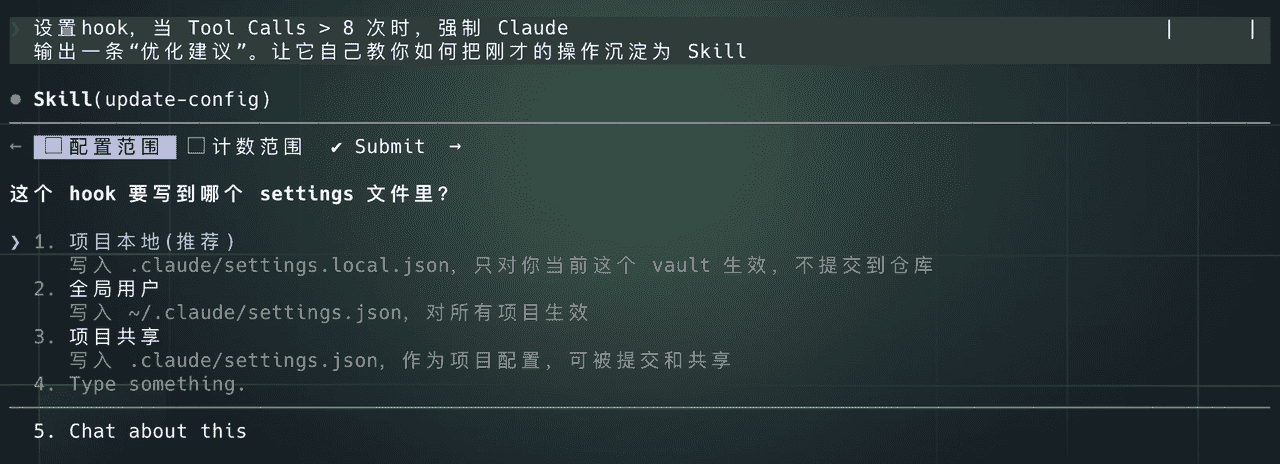 ❯ 设置hook，当 Tool Calls > 8 次时，强制 Claude
输出一条“优化建议”。让它自己教你如何把刚才的操作沉淀为 Skill
● Skill(update-config)
← □ 配置范围 □ 计数范围 ✔ Submit →
这个 hook 要写到哪个 settings 文件里？
❯ 1. 项目本地(推荐)
写入 .claude/settings.local.json，只对你当前这个 vault 生效，不提交到仓库
2. 全局用户
写入 ~/.claude/settings.json，对所有项目生效
3. 项目共享
写入 .claude/settings.json，作为项目配置，可被提交和共享
4. Type something.
5. Chat about this